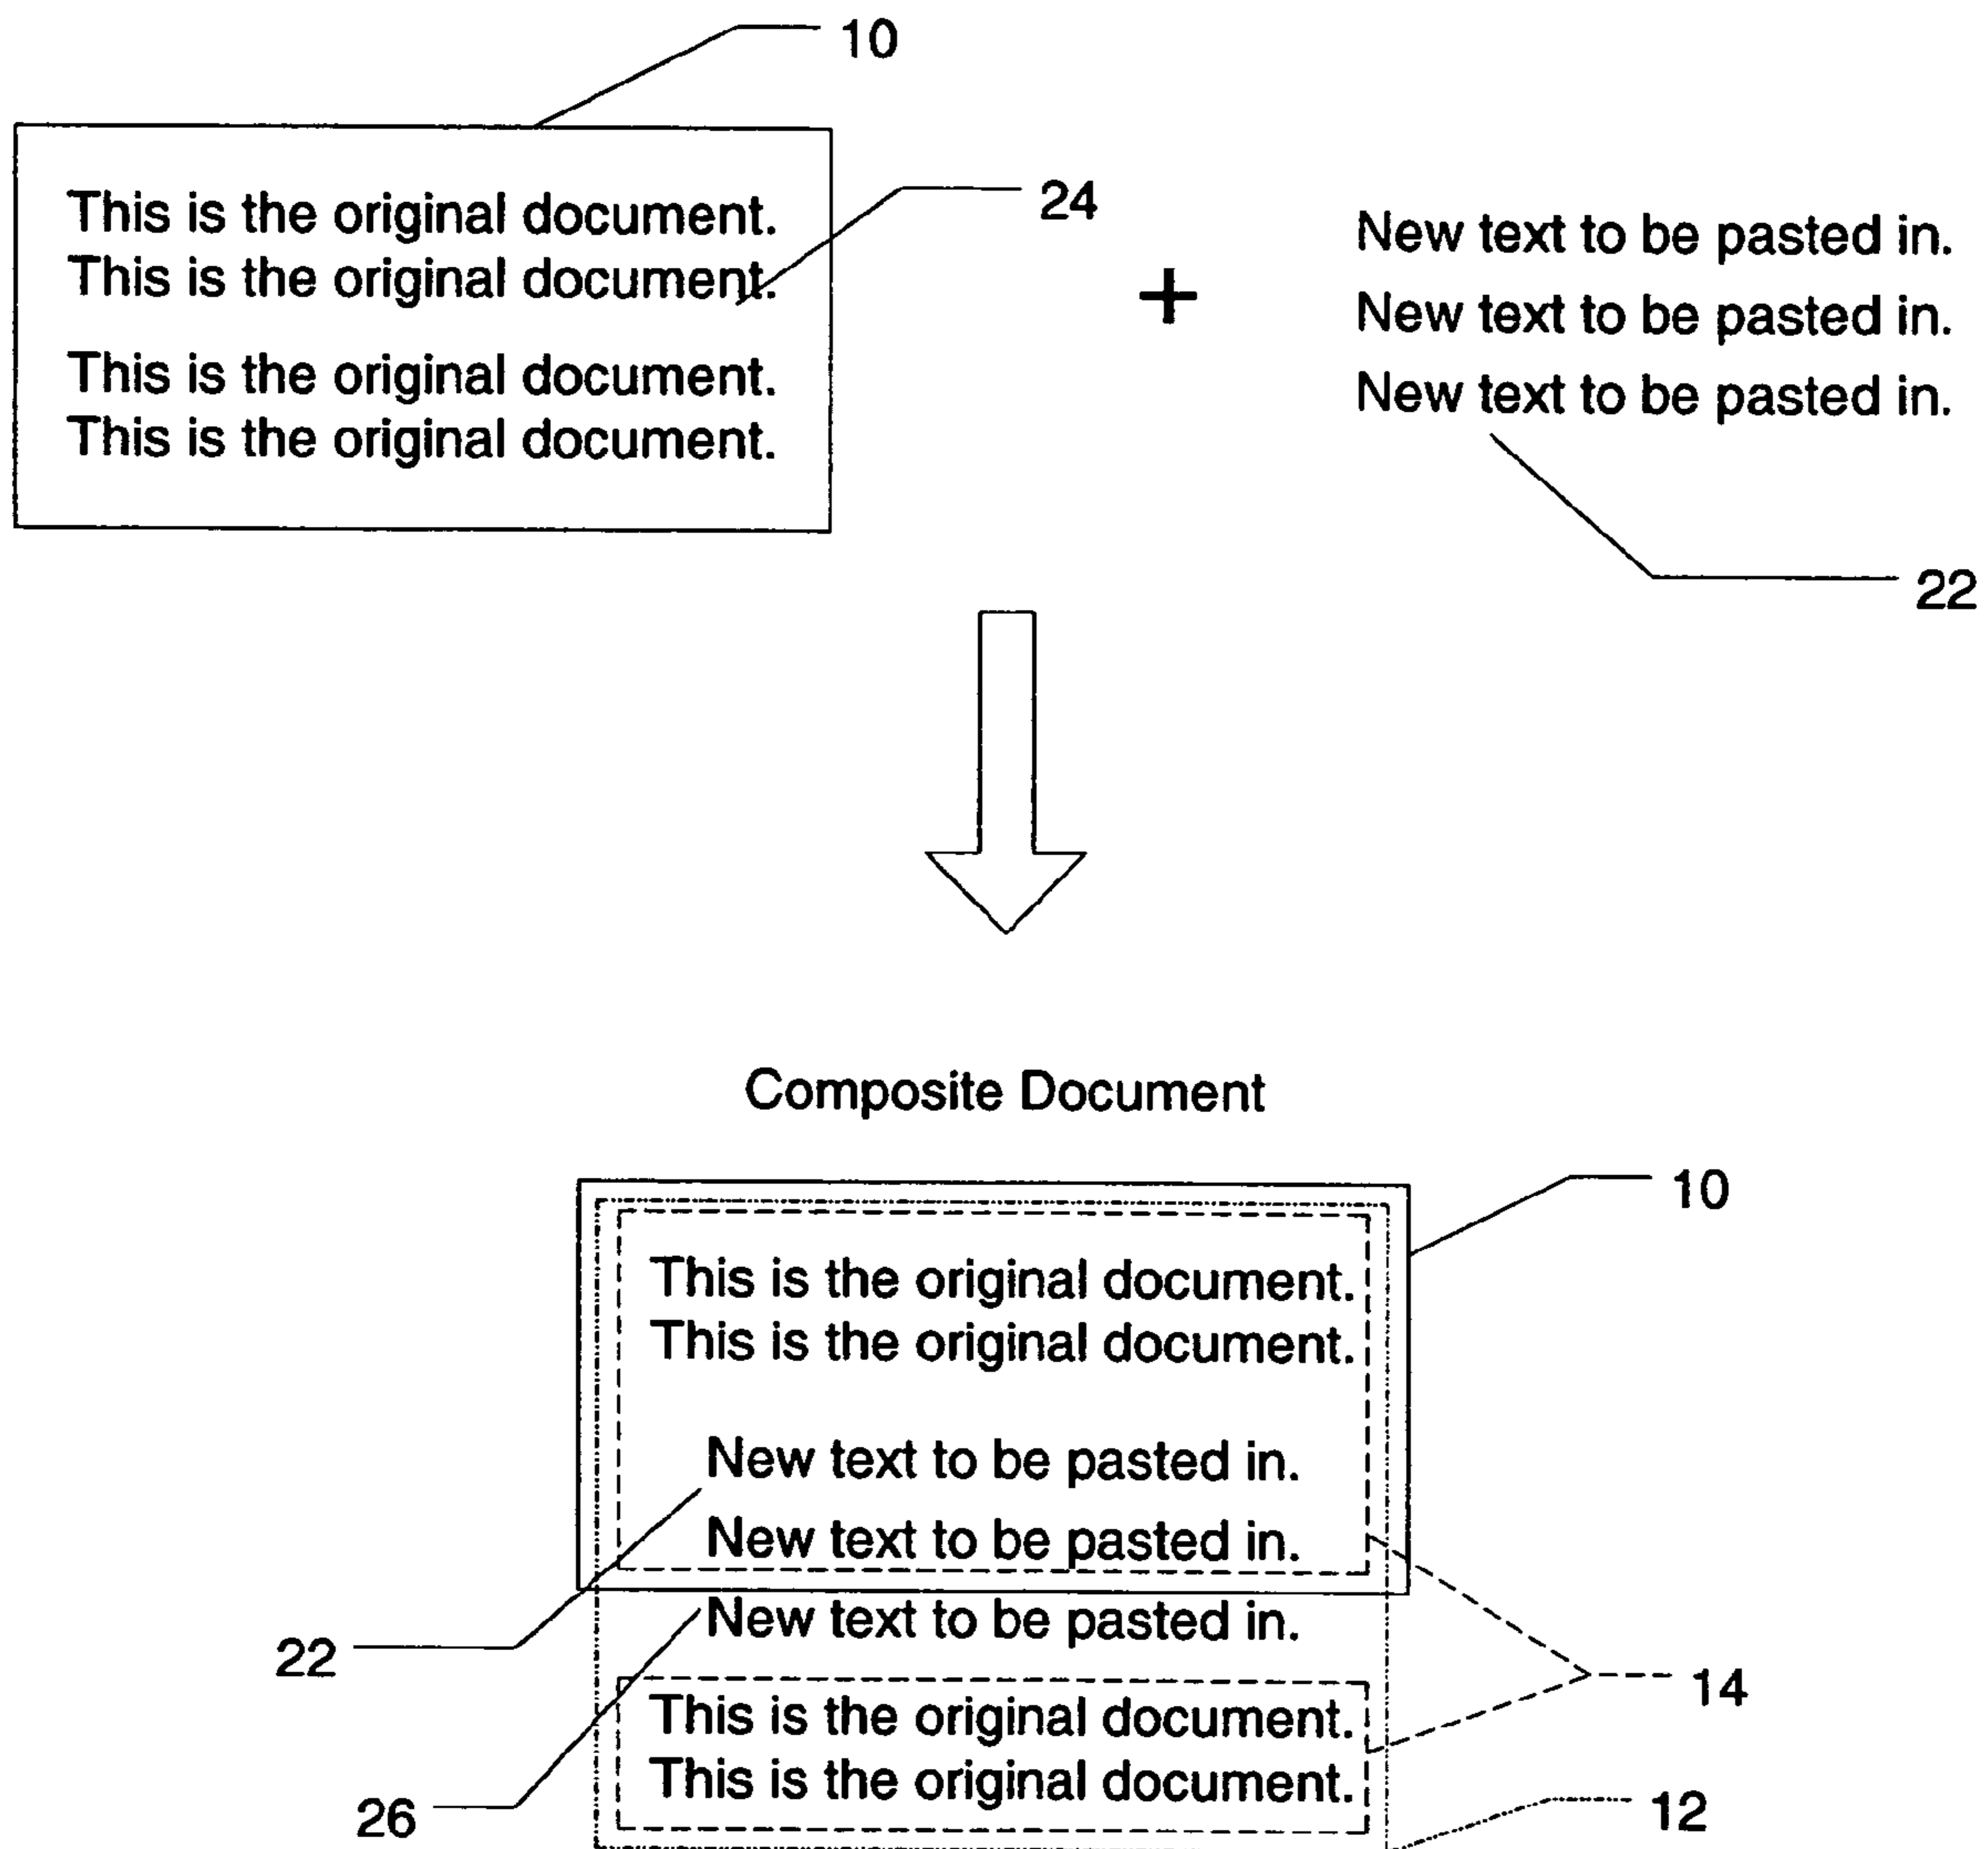 10
This is the original document.
This is the original document.
24
This is the original document.
This is the original document.
+
New text to be pasted in.
New text to be pasted in.
New text to be pasted in.
22
Composite Document
10
This is the original document.
This is the original document.
New text to be pasted in.
New text to be pasted in.
New text to be pasted in.
22
14
This is the original document.
This is the original document.
26
12